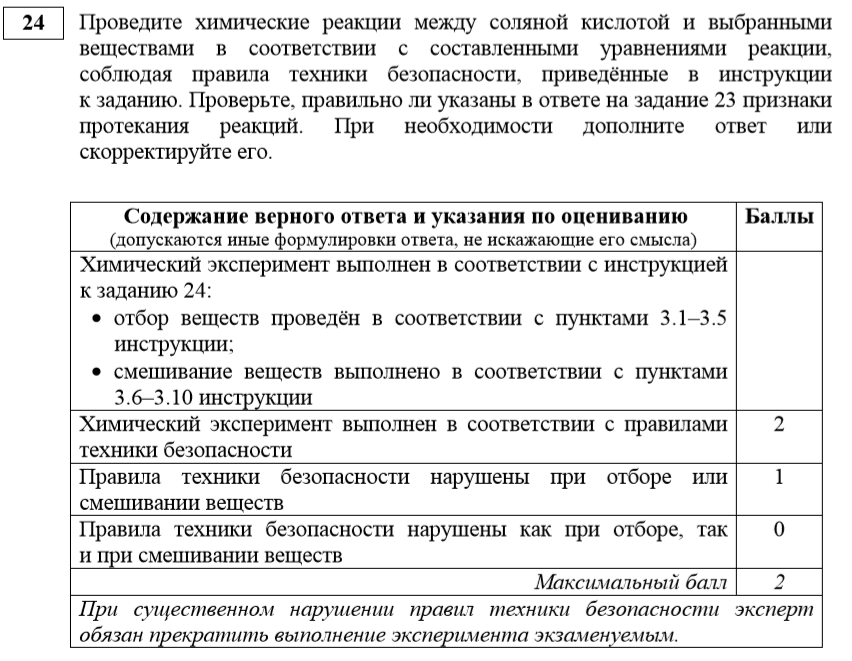 24
Проведите химические реакции между соляной кислотой и выбранными
веществами в соответствии с составленными уравнениями реакции,
соблюдая правила техники безопасности, приведённые в инструкции
к заданию. Проверьте, правильно ли указаны в ответе на задание 23 признаки
протекания реакций. При необходимости дополните ответ или
скорректируйте его.
Содержание верного ответа и указания по оцениванию
(допускаются иные формулировки ответа, не искажающие его смысла)
Баллы
Химический эксперимент выполнен в соответствии с инструкцией
к заданию 24:
• отбор веществ проведён в соответствии с пунктами 3.1–3.5
инструкции;
• смешивание веществ выполнено в соответствии с пунктами
3.6–3.10 инструкции
Химический эксперимент выполнен в соответствии с правилами
техники безопасности
2
Правила техники безопасности нарушены при отборе или
смешивании веществ
1
Правила техники безопасности нарушены как при отборе, так
и при смешивании веществ
0
Максимальный балл
2
При существенном нарушении правил техники безопасности эксперт
обязан прекратить выполнение эксперимента экзаменуемым.